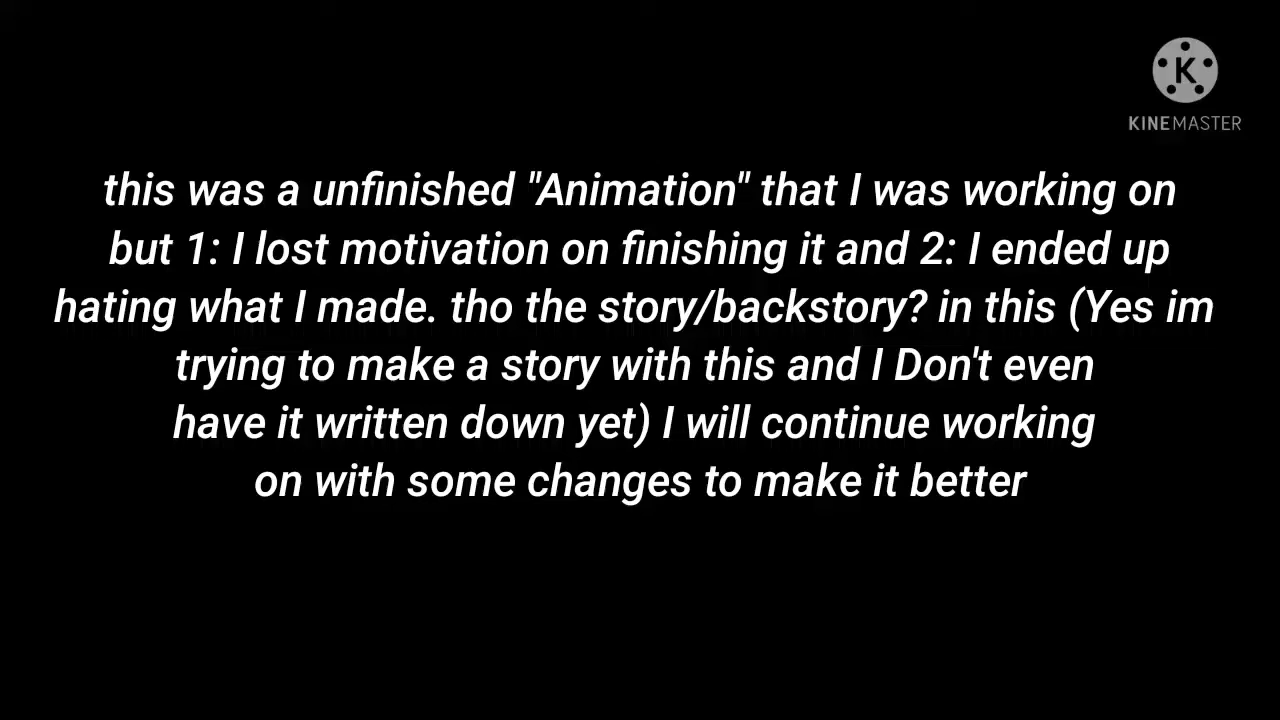 KINEMASTER
this was a unfinished "Animation" that I was working on
but 1: I lost motivation on finishing it and 2: I ended up
hating what I made. tho the story/backstory? in this (Yes im
trying to make a story with this and I Don't even
have it written down yet) I will continue working
on with some changes to make it better